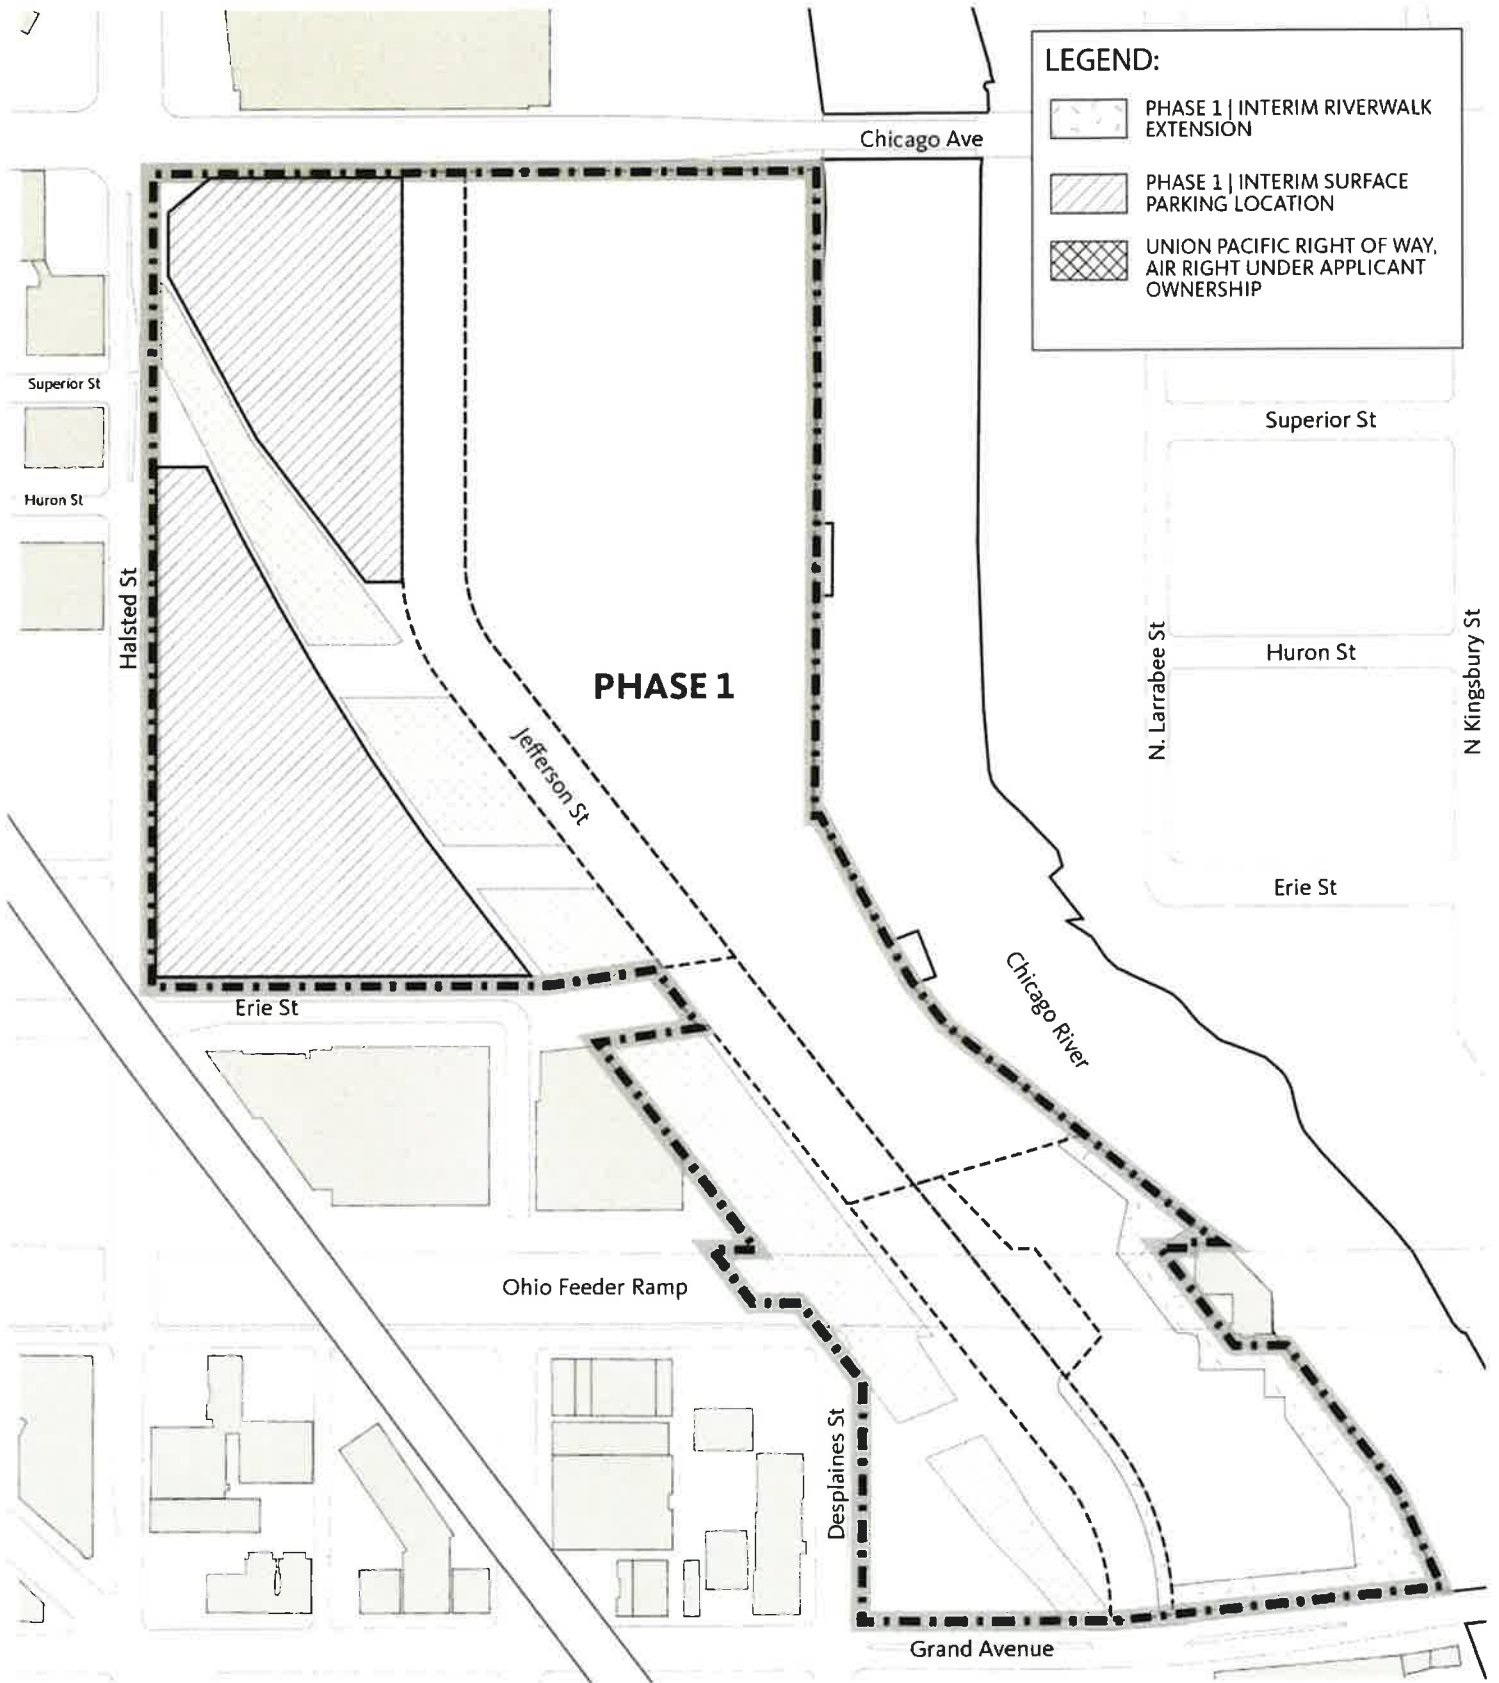 LEGEND:
PHASE 1 | INTERIM RIVERWALK
EXTENSION
PHASE 1 | INTERIM SURFACE
PARKING LOCATION
UNION PACIFIC RIGHT OF WAY,
AIR RIGHT UNDER APPLICANT
OWNERSHIP
Chicago Ave
Superior St
Superior St
Huron St
Halsted St
N. Larrabee St
Huron St
N Kingsbury St
PHASE 1
Jefferson St
Erie St
Chicago River
Erie St
Ohio Feeder Ramp
Desplaines St
Grand Avenue